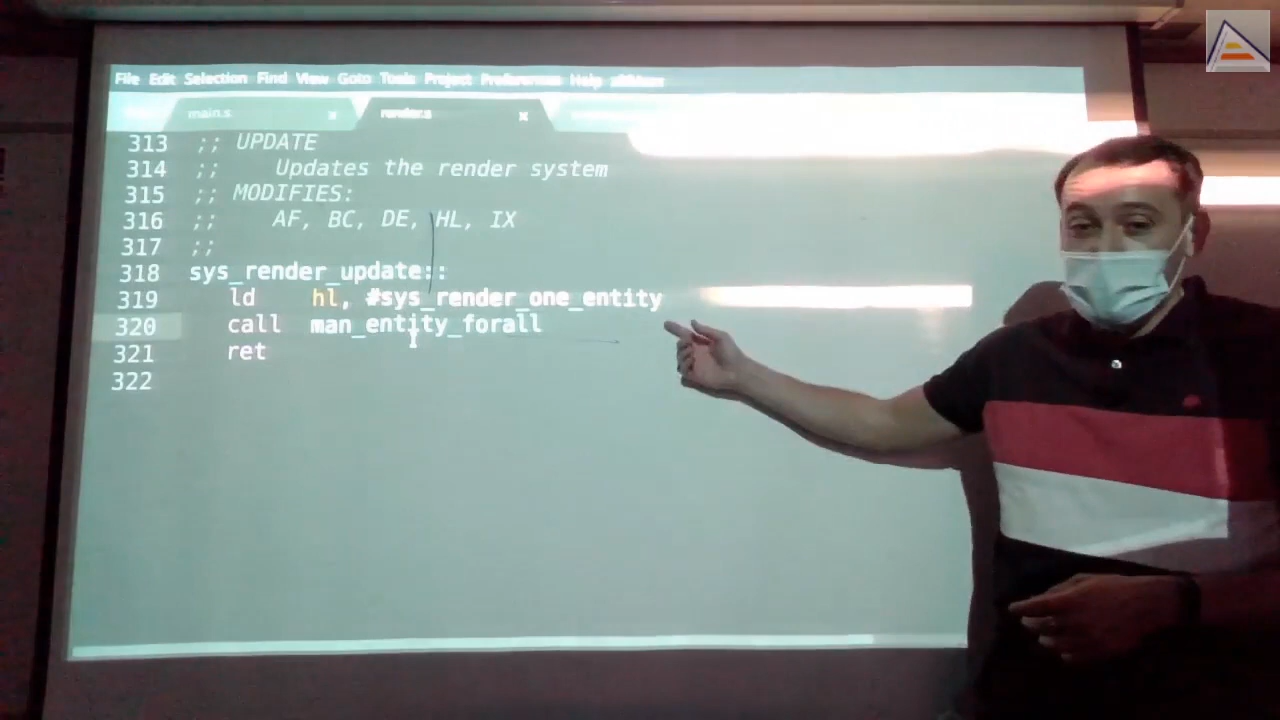 File Edit Selection Find View Goto Tools Project Preferences Help
main.s x render.s x
313 ;; UPDATE
314 ;; Updates the render system
315 ;; MODIFIES:
316 ;; AF, BC, DE, HL, IX
317 ;;
318 sys_render_update::
319 ld hl, #sys_render_one_entity
320 call man_entity_forall
321 ret
322